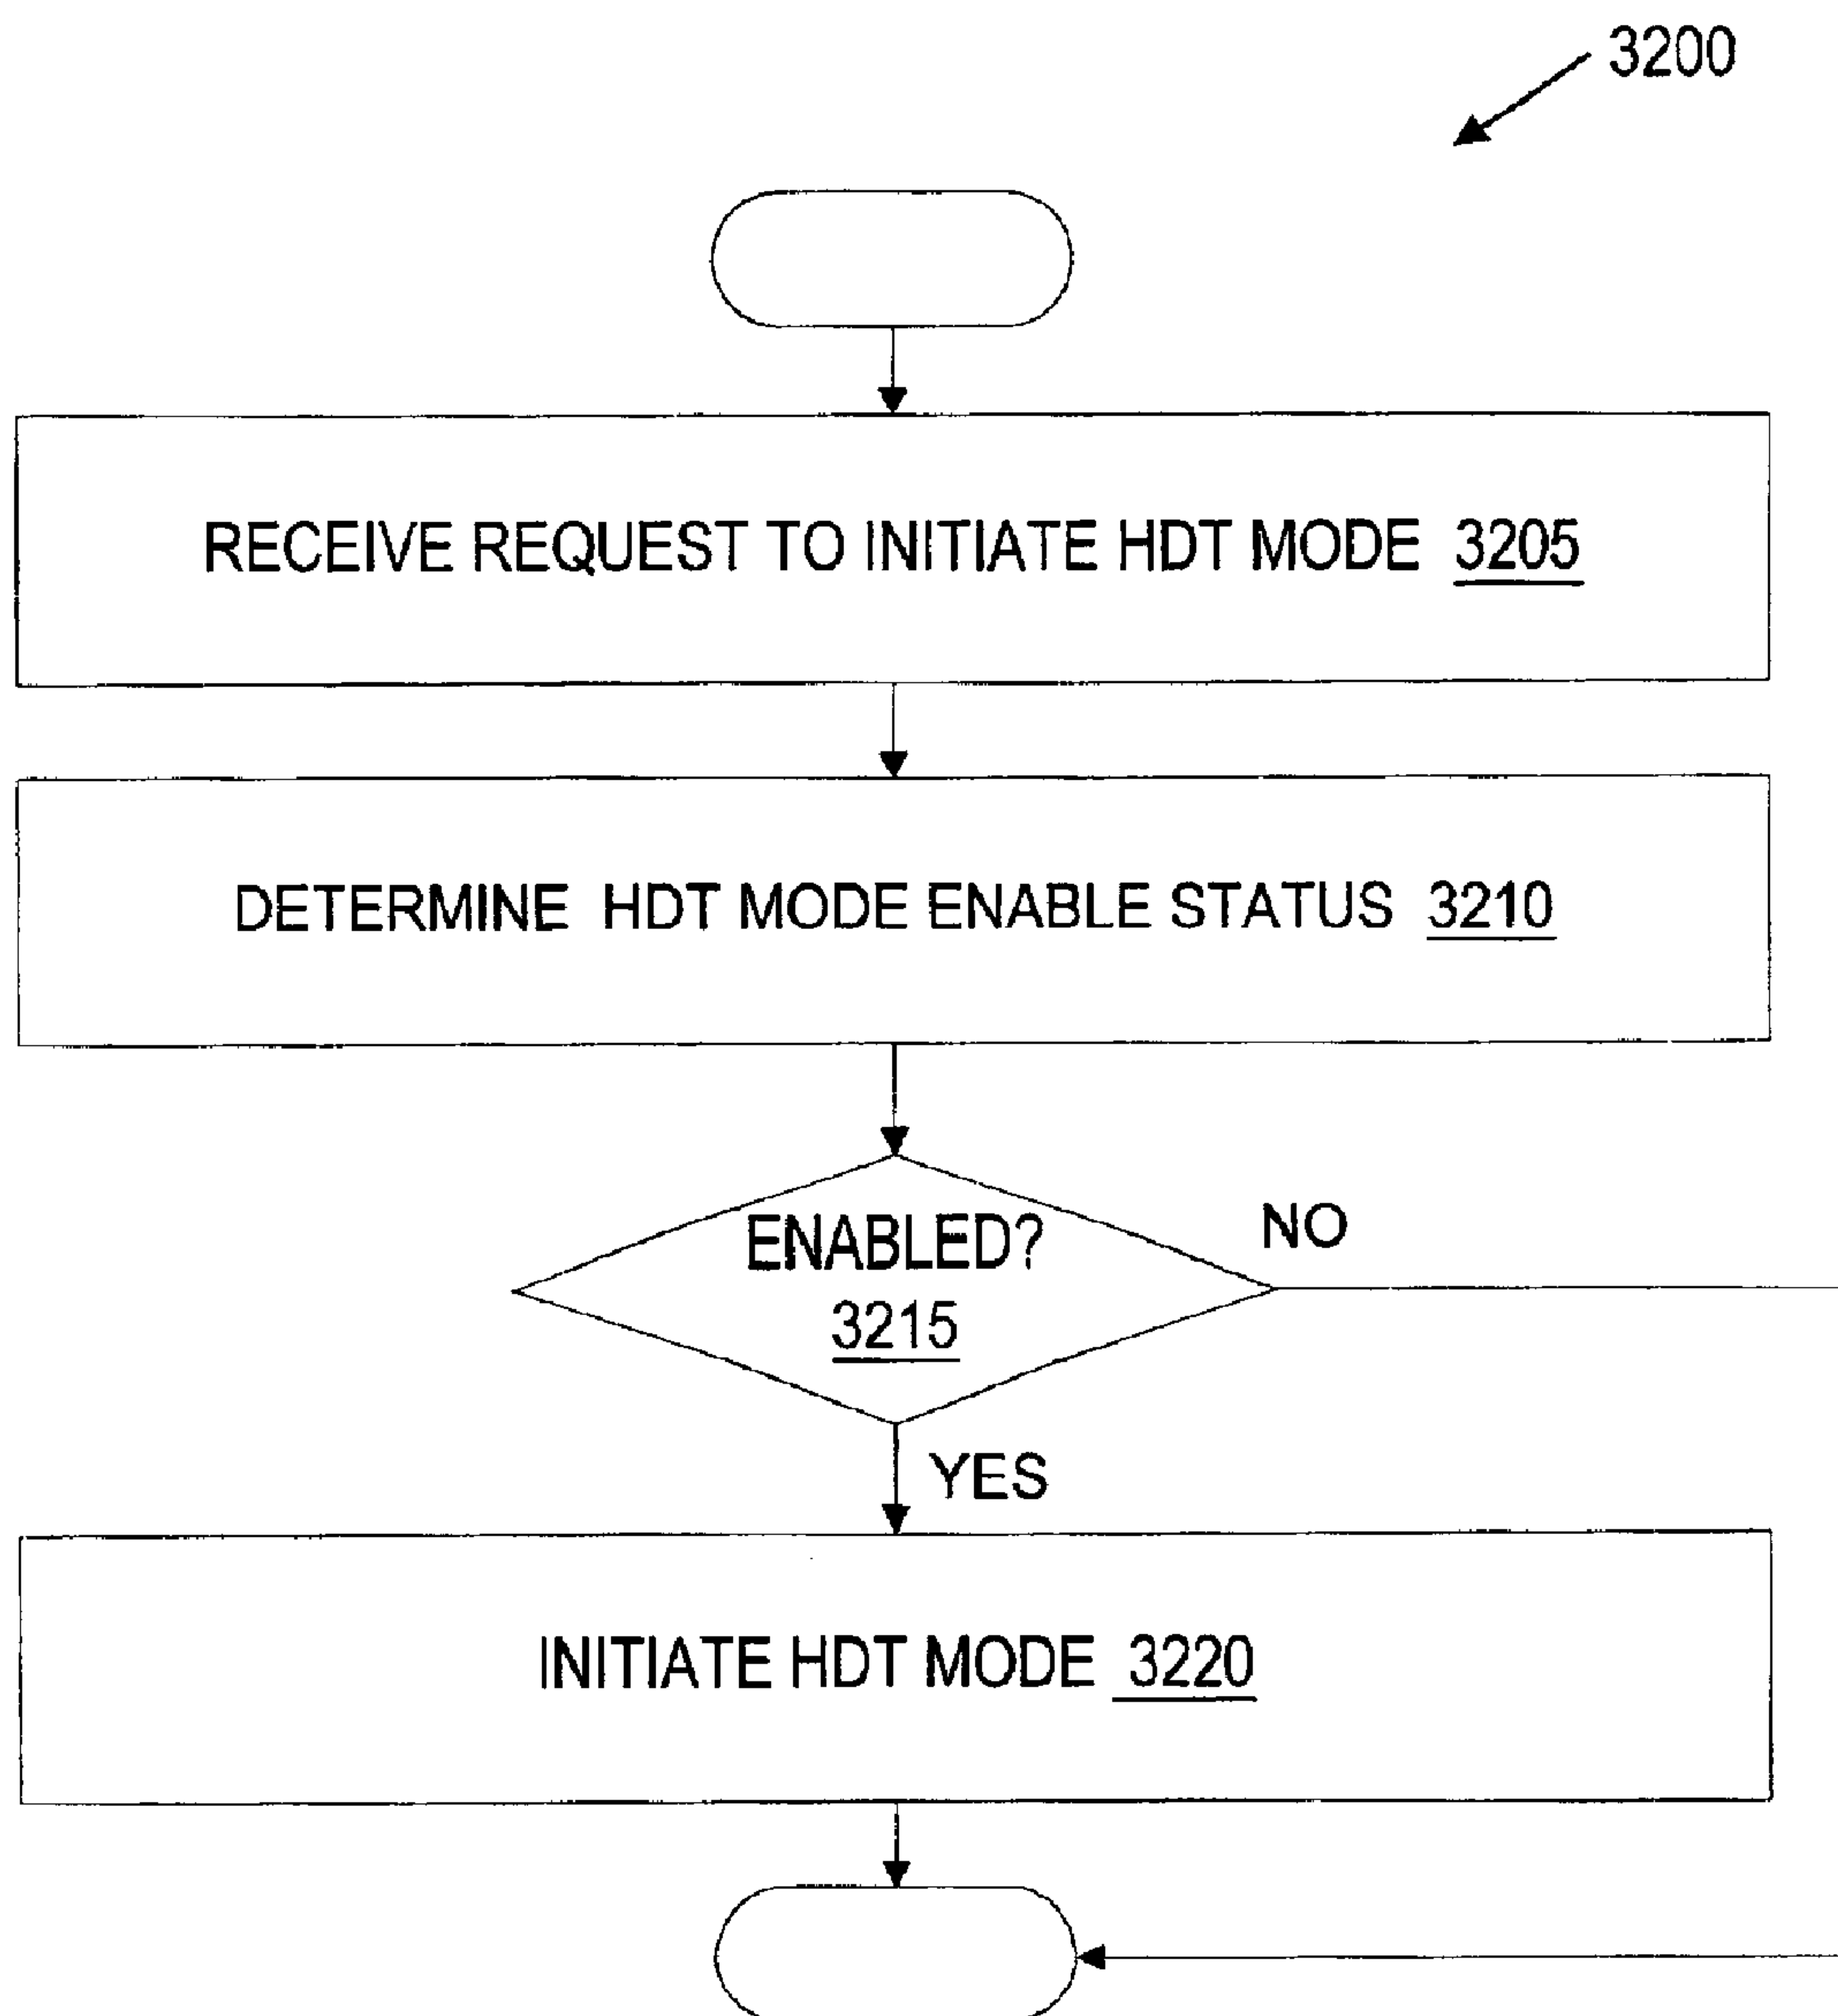 3200
RECEIVE REQUEST TO INITIATE HDT MODE 3205
DETERMINE HDT MODE ENABLE STATUS 3210
ENABLED?
3215
NO
YES
INITIATE HDT MODE 3220